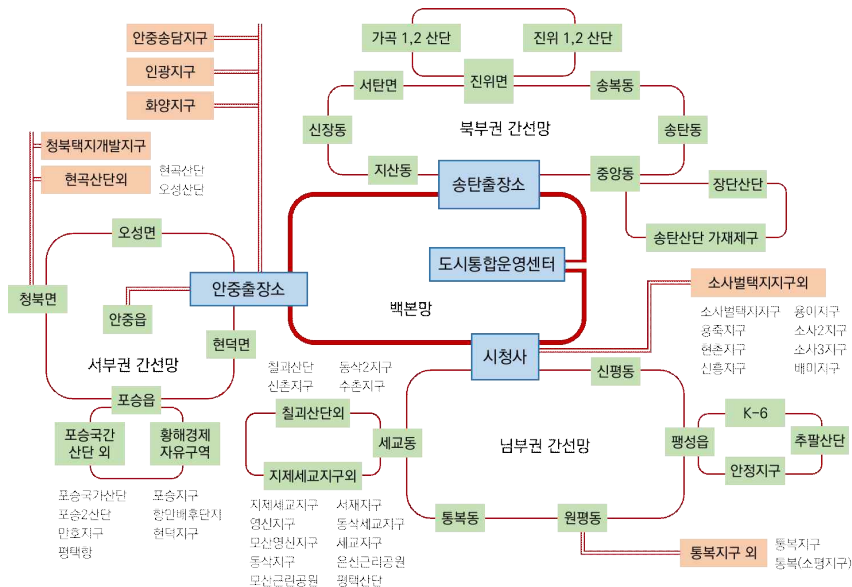 가곡 1,2 산단
진위 1,2 산단
안중송담지구
인광지구
화양지구
서탄면
진위면
송복동
신장동
북부권 간선망
송탄동
청북택지개발지구
현곡산단외
현곡산단
오성산단
지산동
송탄출장소
중앙동
장단산단
송탄산단 가재제구
오성면
도시통합운영센터
청북면
안중읍
안중출장소
백본망
소사벌택지지구외
소사벌택지지구
용이지구
용죽지구
소사2지구
현촌지구
소사3지구
신흥지구
배미지구
현덕면
서부권 간선망
시청사
신평동
칠괴산단
동삭2지구
신촌지구
수촌지구
포승읍
칠괴산단외
세교동
님부권 간선망
팽성읍
K-6
추팔산단
안정지구
포승국간
산단 외
황해경제
자유구역
지제세교지구외
포승국가산단
포승지구
포승2산단
항만배후단지
만호지구
현덕지구
평택항
지제세교지구
서재지구
영신지구
동삭세교지구
모산영신지구
세교지구
동삭지구
은산근리공원
모산근린공원
평택산단
통복동
원평동
통복지구 외
통복지구
통복(소평지구)